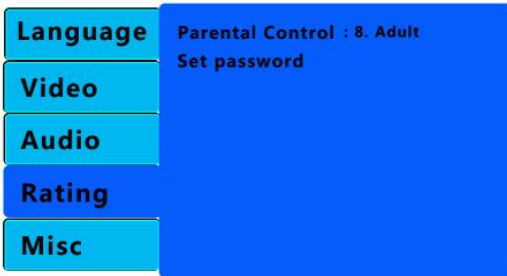 Language
Video
Audio
Rating
Misc
Parental Control : 8. Adult
Set password